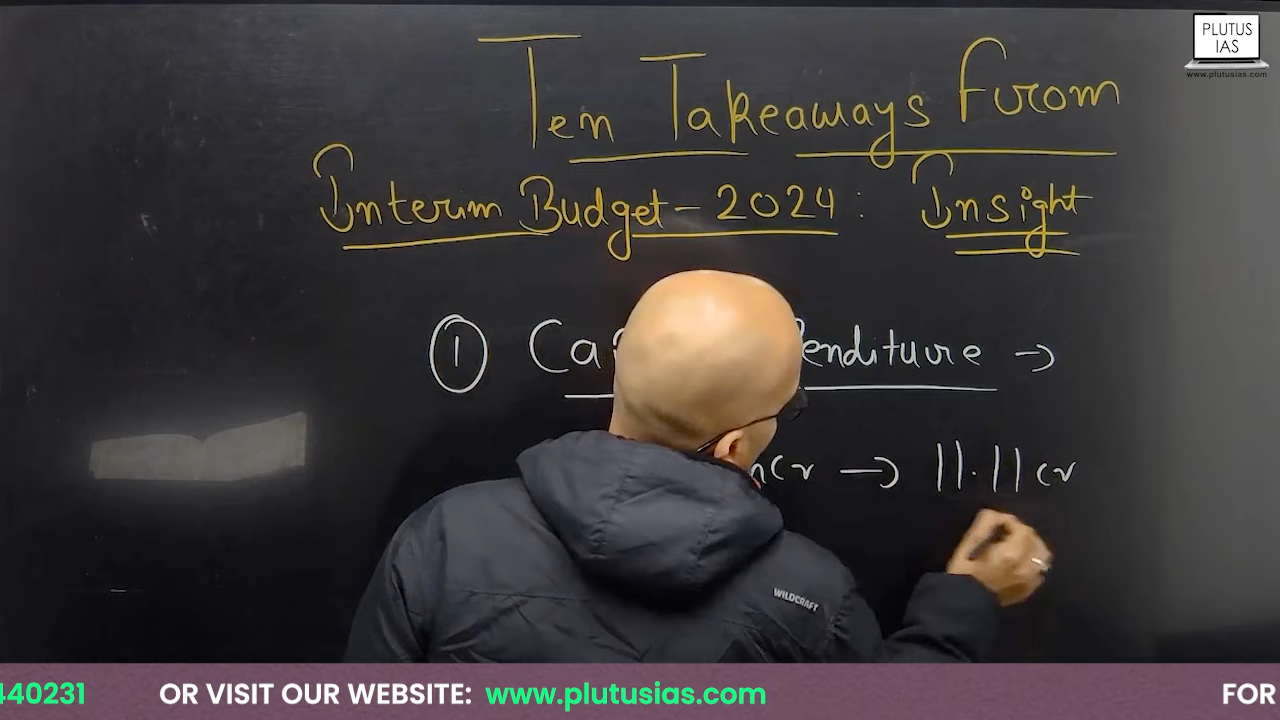 PLUTUS
IAS
www.plutusias.com
Ten Takeaways From
Interim Budget-2024: Insight
① Ca enditure →
ncr → 11.11 cr
WILDCRAFT
440231 OR VISIT OUR WEBSITE: www.plutusias.com FOR